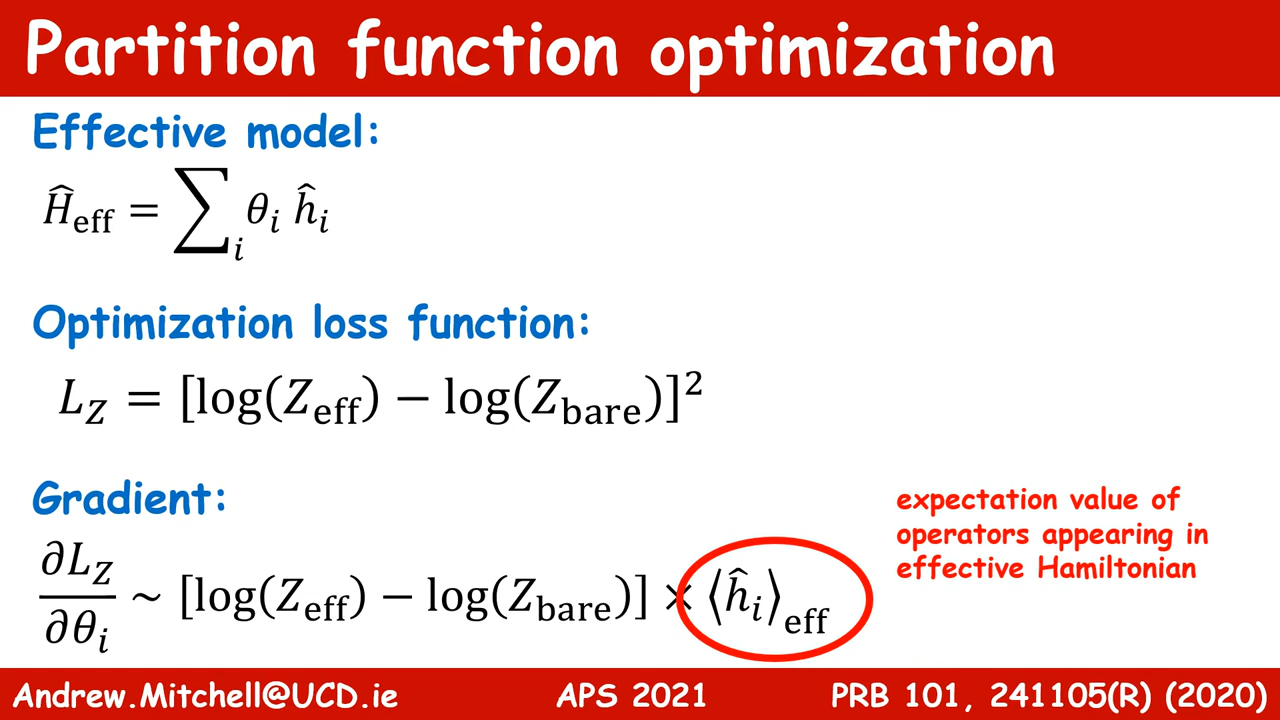 Partition function optimization
Effective model:
Ĥ_eff = ∑_i θ_i ĥ_i
Optimization loss function:
L_Z = [log(Z_eff) − log(Z_bare)]²
Gradient:
∂L_Z/∂θ_i ~ [log(Z_eff) − log(Z_bare)] × ⟨ĥ_i⟩_eff
expectation value of
operators appearing in
effective Hamiltonian
Andrew.Mitchell@UCD.ie APS 2021 PRB 101, 241105(R) (2020)